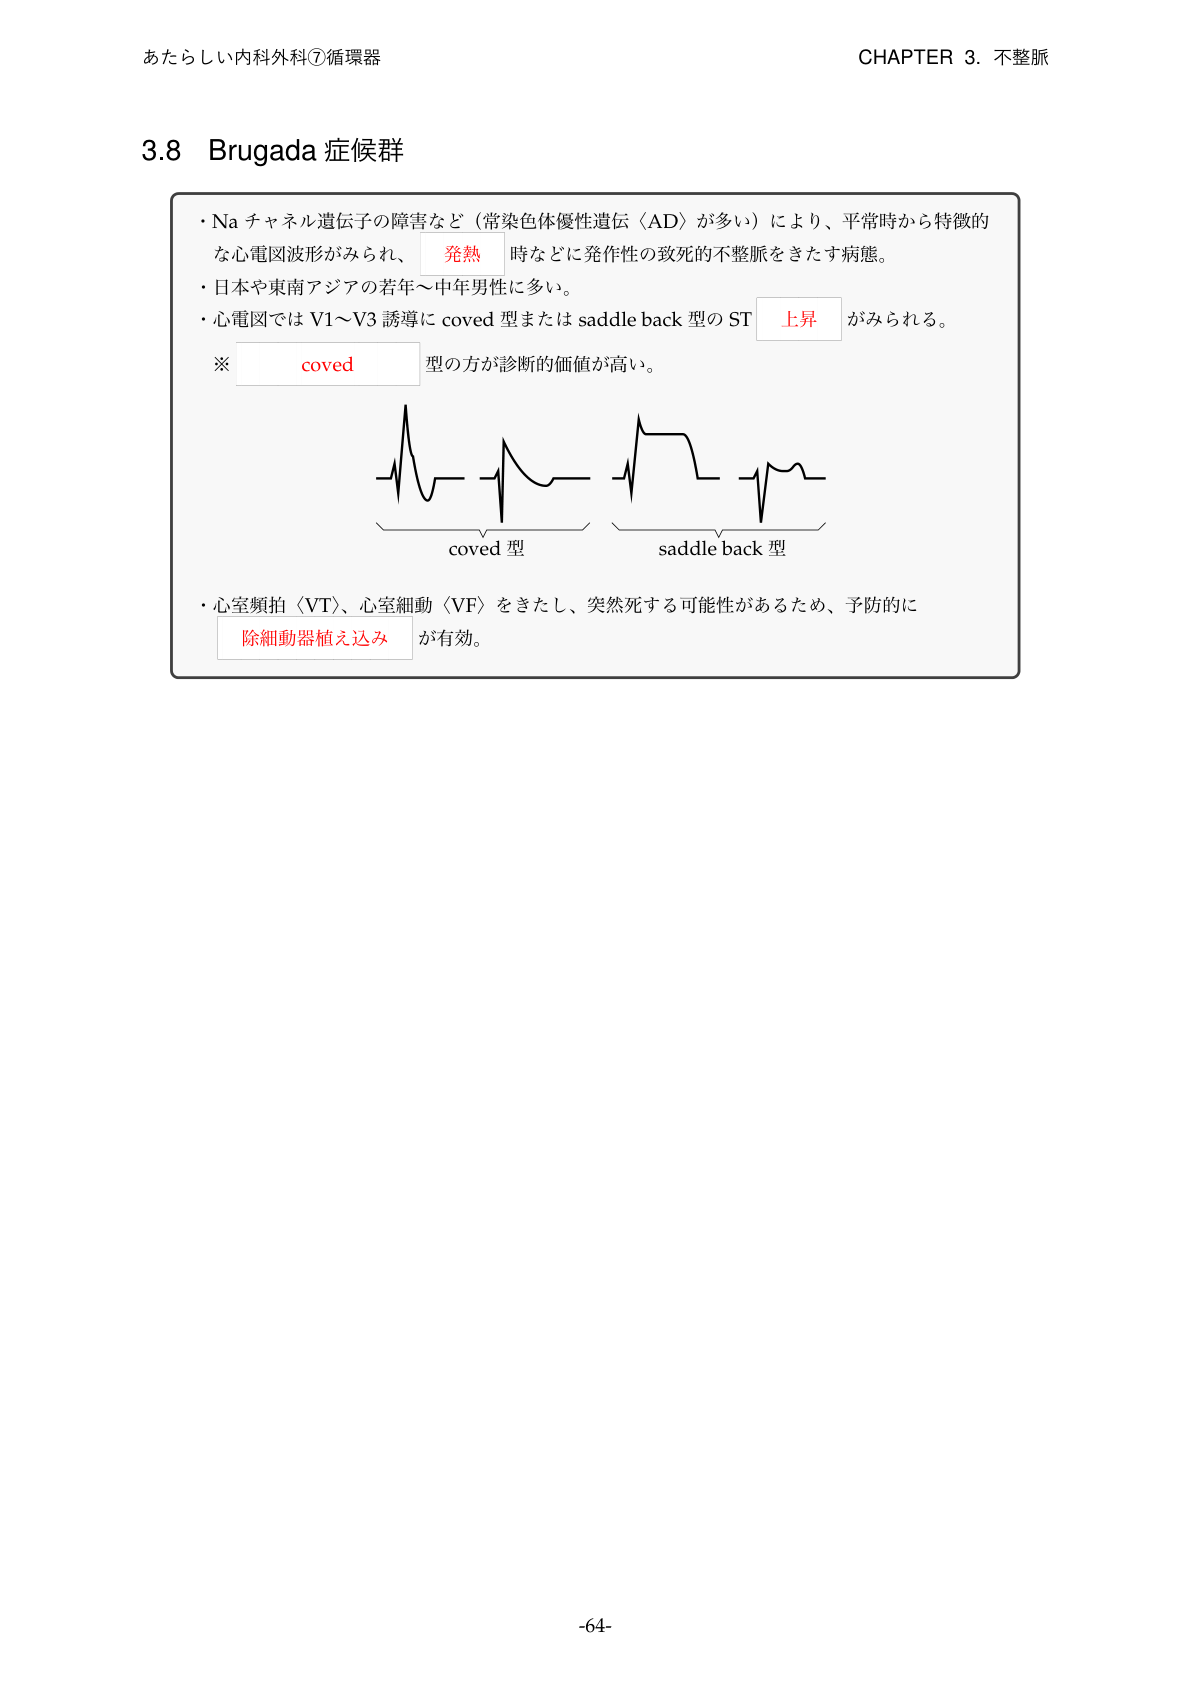 あたらしい内科外科⑦循環器
CHAPTER 3. 不整脈
3.8 Brugada 症候群
・Na チャネル遺伝子の障害など（常染色体優性遺伝〈AD〉が多い）により、平常時から特徴的
な心電図波形がみられ、 発熱 時などに発作性の致死的不整脈をきたす病態。
・日本や東南アジアの若年〜中年男性に多い。
・心電図では V1〜V3 誘導に coved 型または saddle back 型の ST 上昇 がみられる。
※ coved 型の方が診断的価値が高い。
coved 型 saddle back 型
・心室頻拍〈VT〉、心室細動〈VF〉をきたし、突然死する可能性があるため、予防的に
除細動器植え込み が有効。
-64-